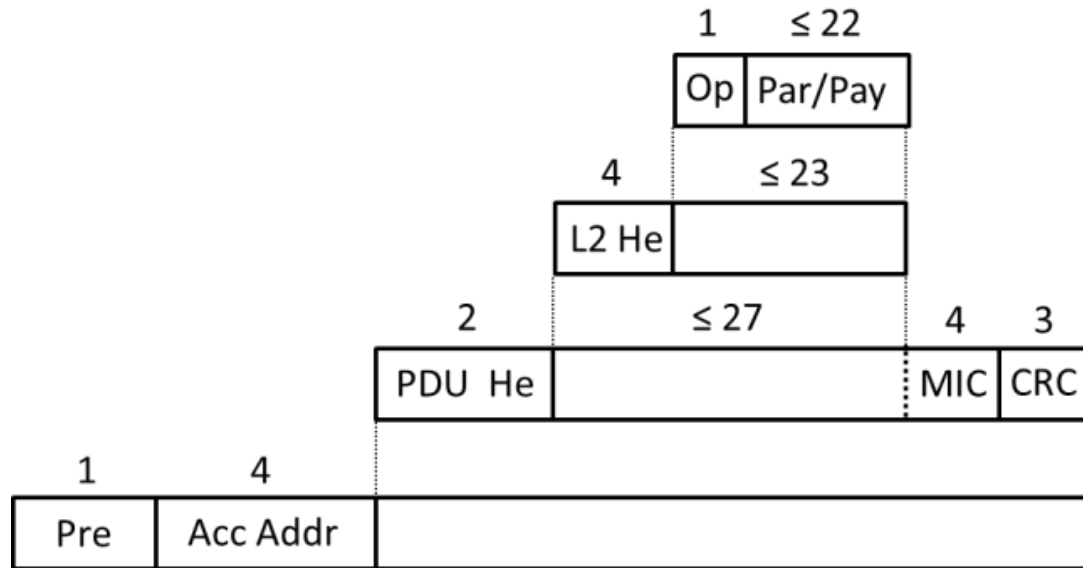 1 ≤ 22
Op Par/Pay
4 ≤ 23
L2 He
2 ≤ 27 4 3
PDU He MIC CRC
1 4
Pre Acc Addr